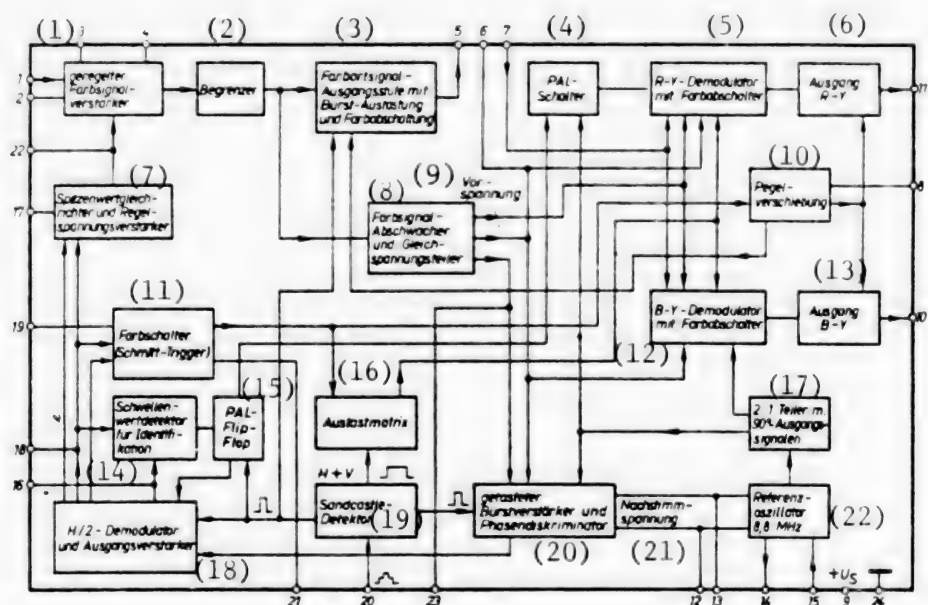 (1) (2) (3) (4) (5) (6)
3 4 5 6 7
1
2
geregelter
Farbsignal-
verstärker
Begrenzer
Farbartsignal-
Ausgangsstufe mit
Burst-Austastung
und Farbabschaltung
PAL-
Schalter
R-Y-Demodulator
mit Farbabschalter
Ausgang
R-Y
11
22
(7)
17
Spitzenwertgleich-
richter und Regel-
spannungsverstärker
(8)
(9)
Vor-
spannung
Farbsignal-
Abschwächer
und Gleich-
spannungsteiler
(10)
Pegel-
verschiebung
8
(11)
19
Farbschalter
(Schmitt-Trigger)
B-Y-Demodulator
mit Farbabschalter
(13)
Ausgang
B-Y
10
(12)
(16)
(15)
Schwellen-
wertdetektor
für Identifi-
kation
PAL-
Flip-
Flop
Austastmatrix
(17)
2:1 Teiler m.
90° Ausgangs-
signalen
18
16
(14)
H+V
H/2-Demodulator
und Ausgangsverstärker
(18)
Sandcastle-
Detektor
(19)
getasteter
Burstverstärker und
Phasendiskriminator
(20)
Nachstimm-
spannung
(21)
Referenz-
oszillator
8,8 MHz
(22)
+US
21 20 23 12 13 14 15 9 26